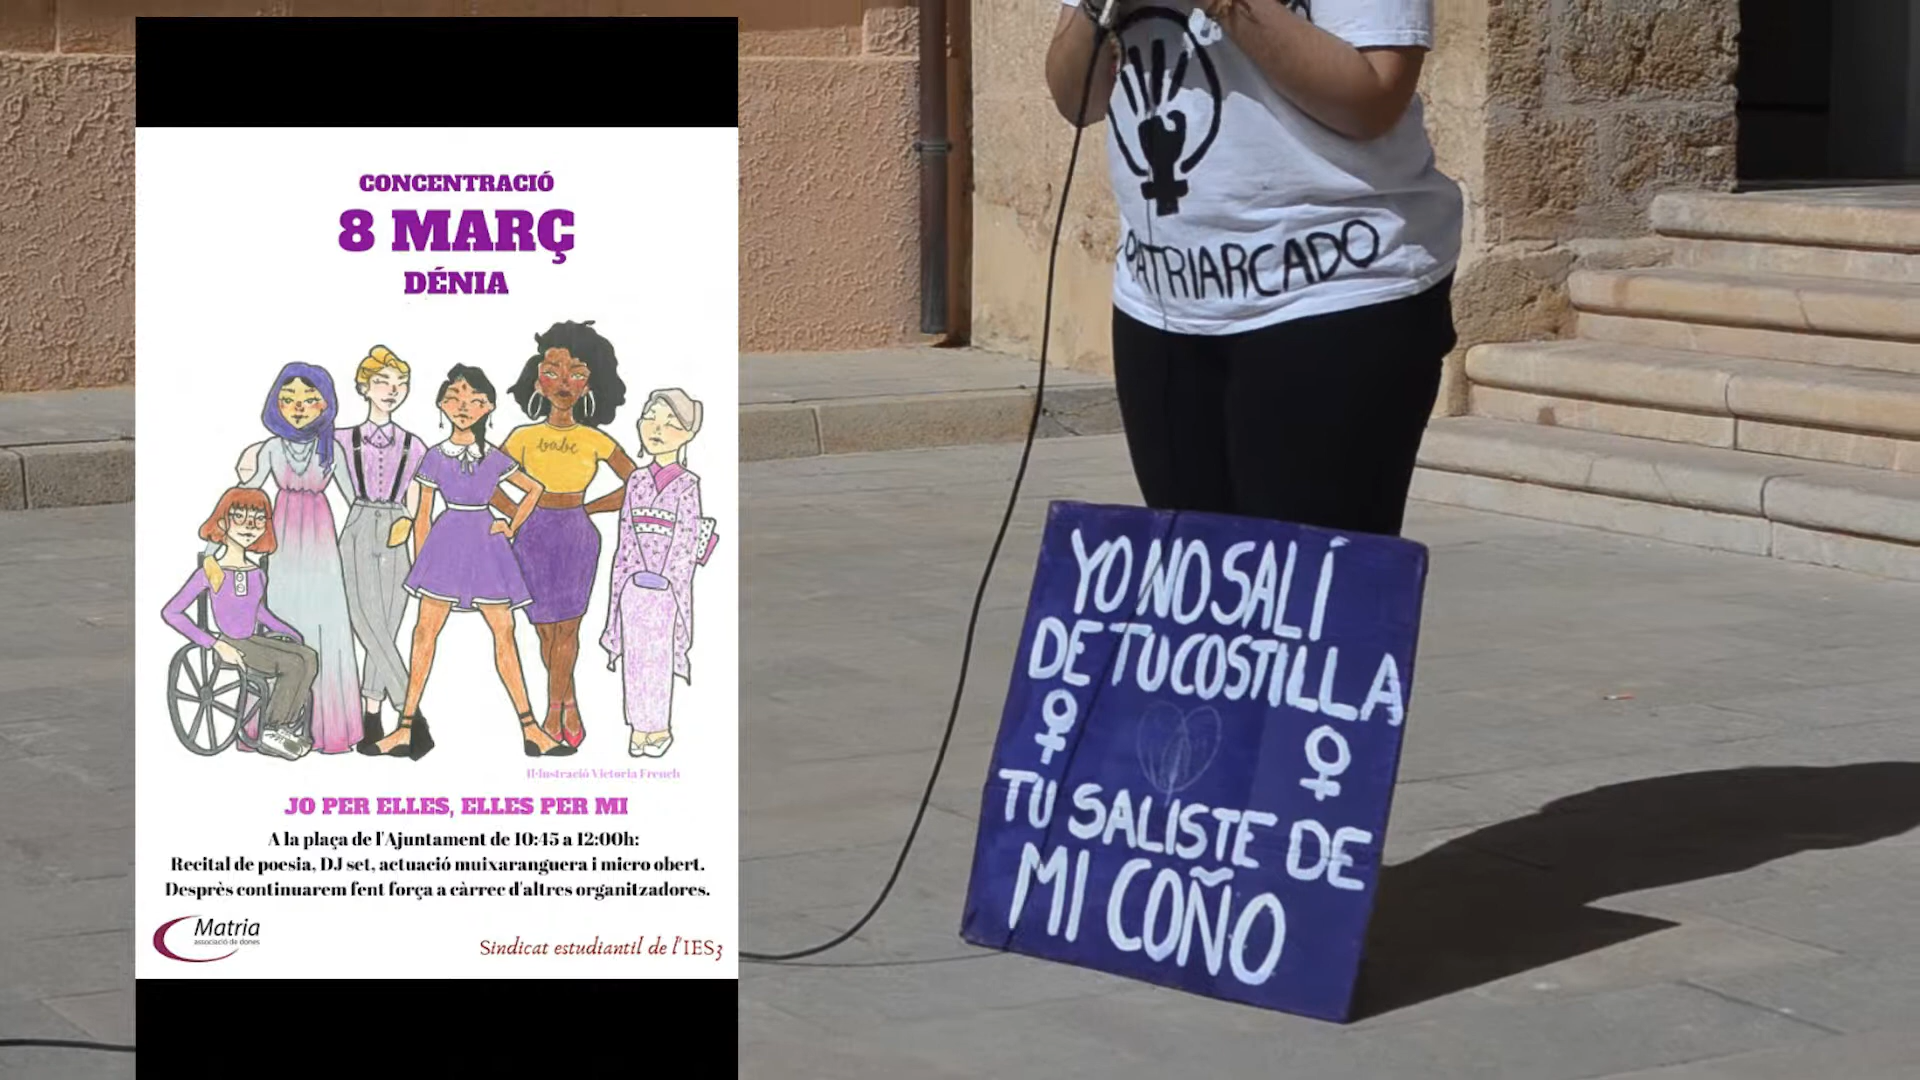 CONCENTRACIÓ
8 MARÇ
DÉNIA
babe
Il·lustració Victoria French
JO PER ELLES, ELLES PER MI
A la plaça de l'Ajuntament de 10:45 a 12:00h:
Recital de poesia, DJ set, actuació muixaranguera i micro obert.
Desprès continuarem fent força a càrrec d'altres organitzadores.
Matria
associació de dones
Sindicat estudiantil de l'IES3
PATRIARCADO
YO NO SALÍ
DE TU COSTILLA
TU SALISTE DE
MI COÑO